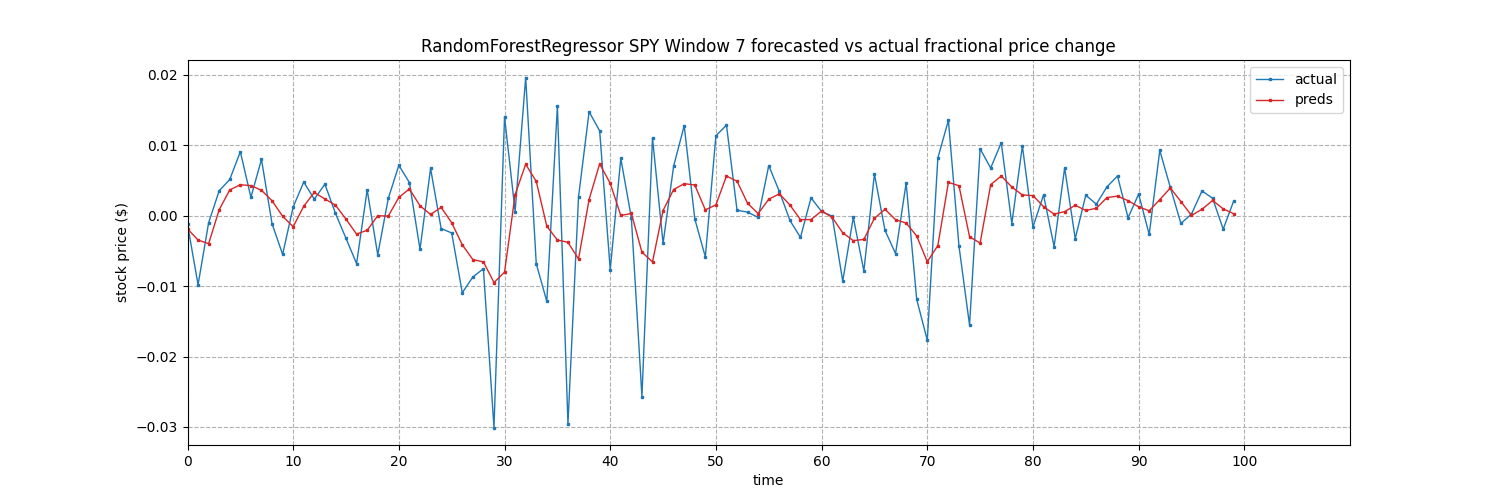 RandomForestRegressor SPY Window 7 forecasted vs actual fractional price change
actual
preds
stock price ($)
0.02
0.01
0.00
−0.01
−0.02
−0.03
0 10 20 30 40 50 60 70 80 90 100
time